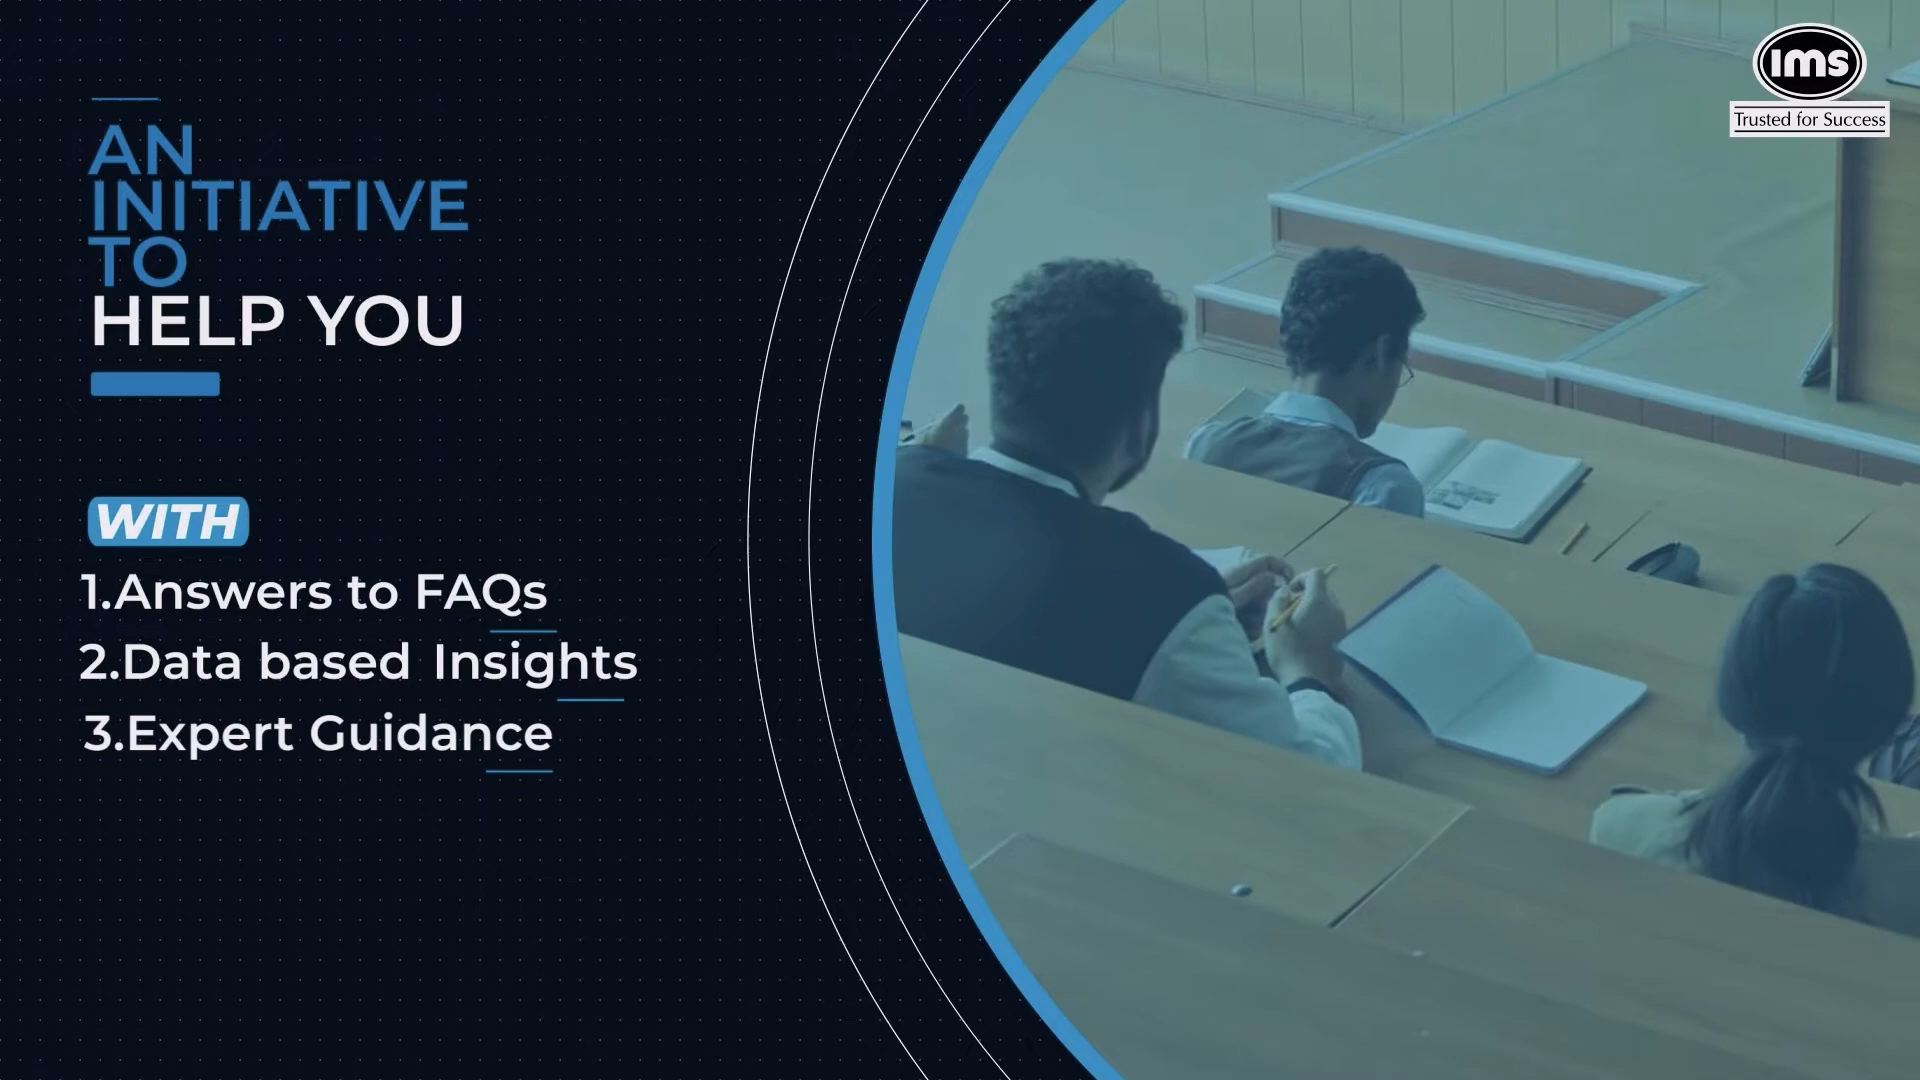 AN
INITIATIVE
TO
HELP YOU
WITH
1.Answers to FAQs
2.Data based Insights
3.Expert Guidance
ims
Trusted for Success